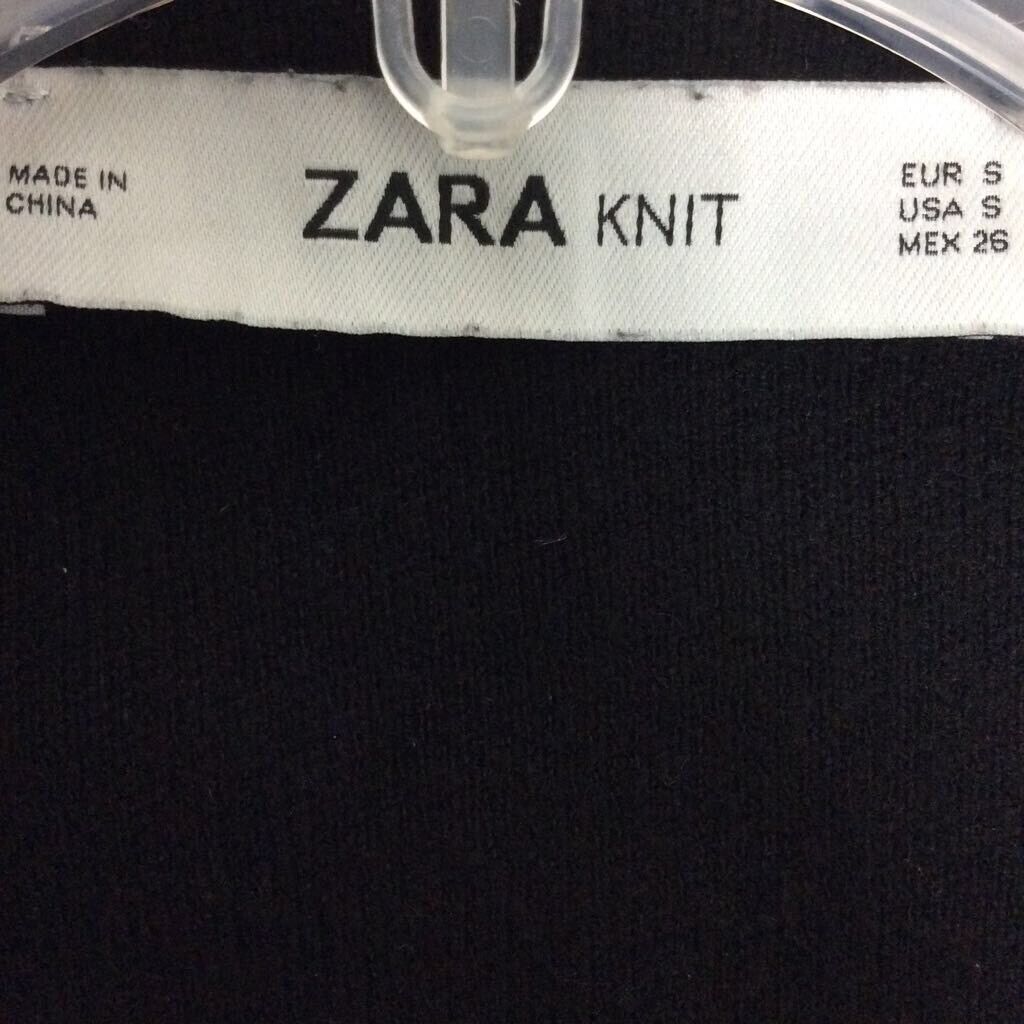 MADE IN
CHINA
ZARA KNIT
EUR S
USA S
MEX 26